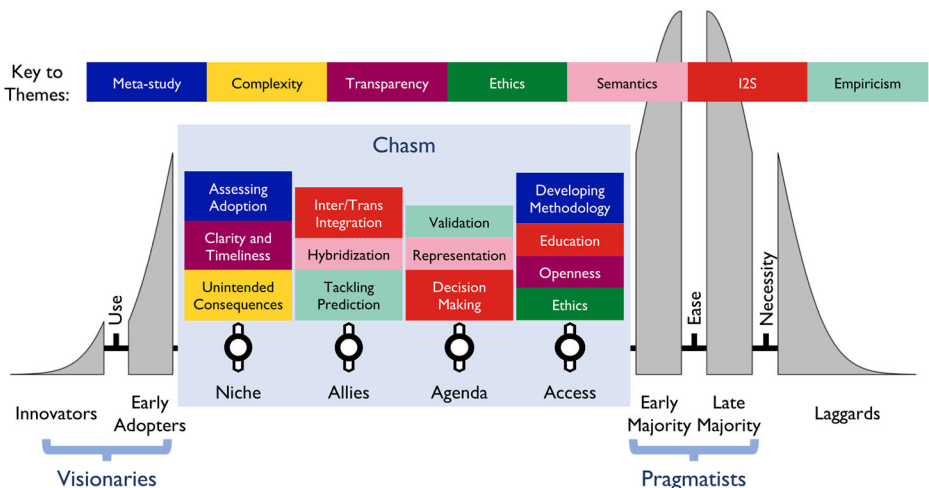 Key to
Themes:
Meta-study
Complexity
Transparency
Ethics
Semantics
I2S
Empiricism
Chasm
Assessing
Adoption
Clarity and
Timeliness
Unintended
Consequences
Inter/Trans
Integration
Hybridization
Tackling
Prediction
Validation
Representation
Decision
Making
Developing
Methodology
Education
Openness
Ethics
Use
Ease
Necessity
Niche
Allies
Agenda
Access
Innovators
Early
Adopters
Early
Majority
Late
Majority
Laggards
Visionaries
Pragmatists